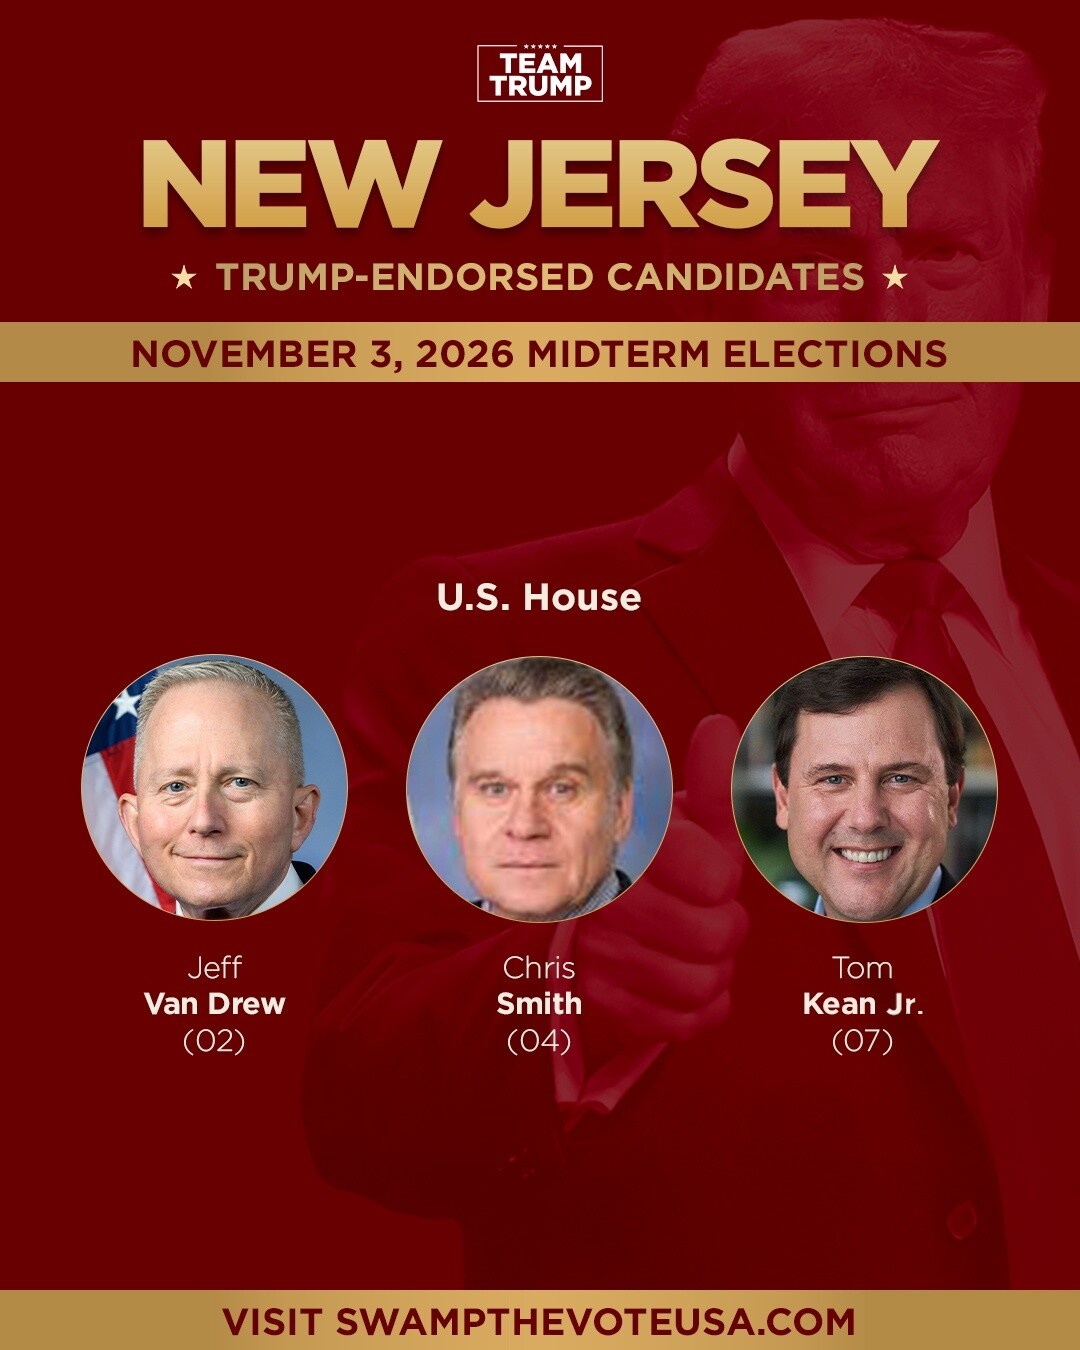 TEAM
TRUMP
NEW JERSEY
★ TRUMP-ENDORSED CANDIDATES ★
NOVEMBER 3, 2026 MIDTERM ELECTIONS
U.S. House
Jeff
Van Drew
(02)
Chris
Smith
(04)
Tom
Kean Jr.
(07)
VISIT SWAMPTHEVOTEUSA.COM